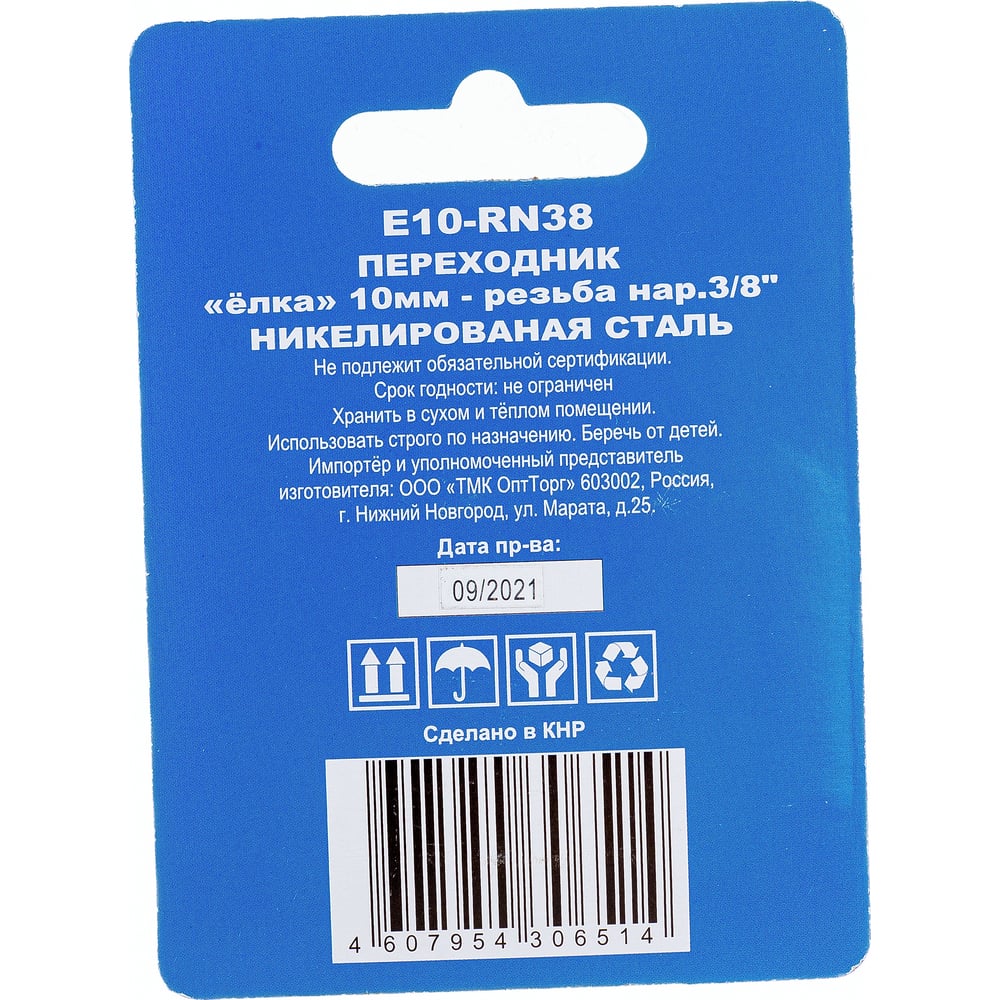 E10-RN38
ПЕРЕХОДНИК
«ёлка» 10мм - резьба нар.3/8"
НИКЕЛИРОВАНАЯ СТАЛЬ
Не подлежит обязательной сертификации.
Срок годности: не ограничен
Хранить в сухом и тёплом помещении.
Использовать строго по назначению. Беречь от детей.
Импортёр и уполномоченный представитель
изготовителя: ООО «ТМК ОптТорг» 603002, Россия,
г. Нижний Новгород, ул. Марата, д.25.
Дата пр-ва:
09/2021
Сделано в КНР
4 607954 306514